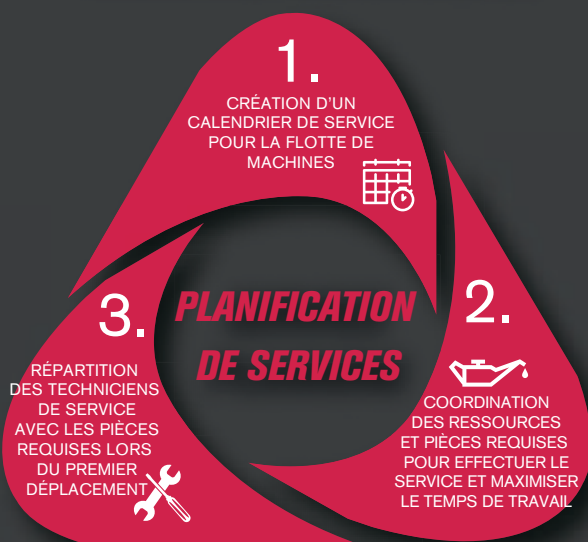 1.
CRÉATION D'UN
CALENDRIER DE SERVICE
POUR LA FLOTTE DE
MACHINES
PLANIFICATION
DE SERVICES
2.
COORDINATION
DES RESSOURCES
ET PIÈCES REQUISES
POUR EFFECTUER LE
SERVICE ET MAXIMISER
LE TEMPS DE TRAVAIL
3.
RÉPARTITION
DES TECHNICIENS
DE SERVICE
AVEC LES PIÈCES
REQUISES LORS
DU PREMIER
DÉPLACEMENT